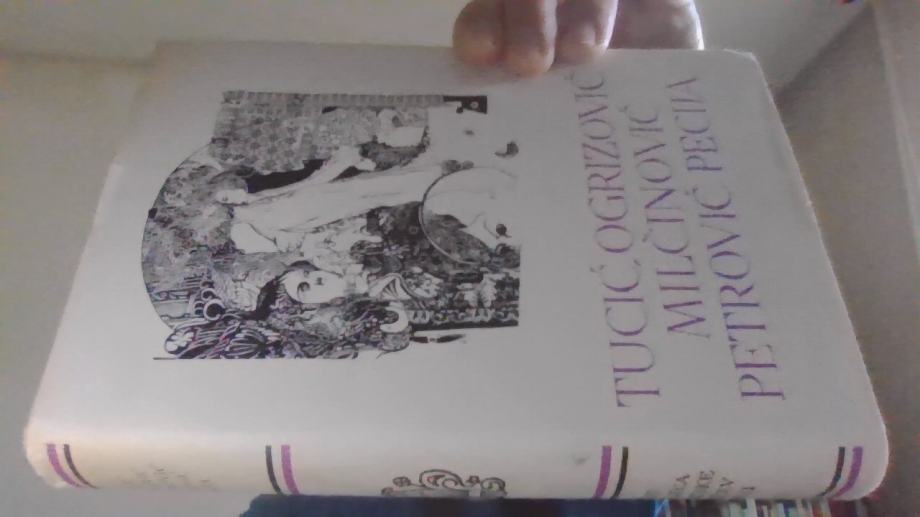 TUCIĆ, OGRIZOVIĆ
MILČINOVIĆ
PETROVIĆ PECIJA